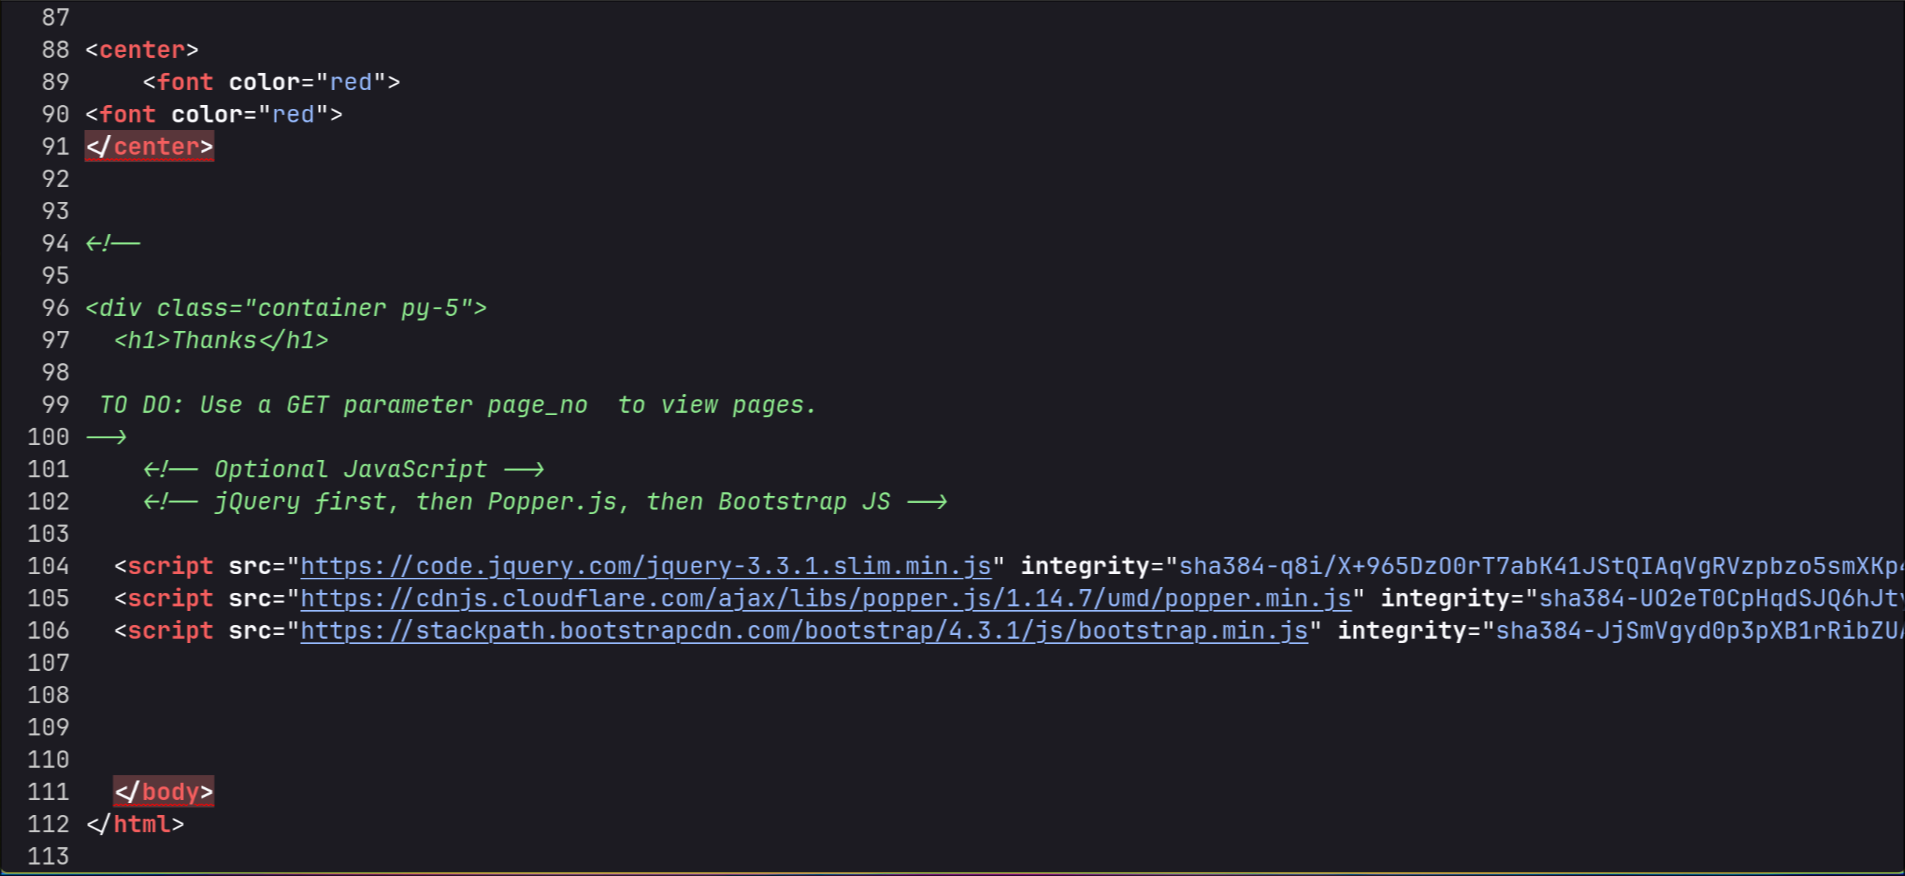 87
88 <center>
89     <font color="red">
90 <font color="red">
91 </center>
92
93
94 <!--
95
96 <div class="container py-5">
97   <h1>Thanks</h1>
98
99  TO DO: Use a GET parameter page_no  to view pages.
100 -->
101     <!-- Optional JavaScript -->
102     <!-- jQuery first, then Popper.js, then Bootstrap JS -->
103
104   <script src="https://code.jquery.com/jquery-3.3.1.slim.min.js" integrity="sha384-q8i/X+965DzO0rT7abK41JStQIAqVgRVzpbzo5smXKp4
105   <script src="https://cdnjs.cloudflare.com/ajax/libs/popper.js/1.14.7/umd/popper.min.js" integrity="sha384-UO2eT0CpHqdSJQ6hJty
106   <script src="https://stackpath.bootstrapcdn.com/bootstrap/4.3.1/js/bootstrap.min.js" integrity="sha384-JjSmVgyd0p3pXB1rRibZUA
107
108
109
110
111   </body>
112 </html>
113